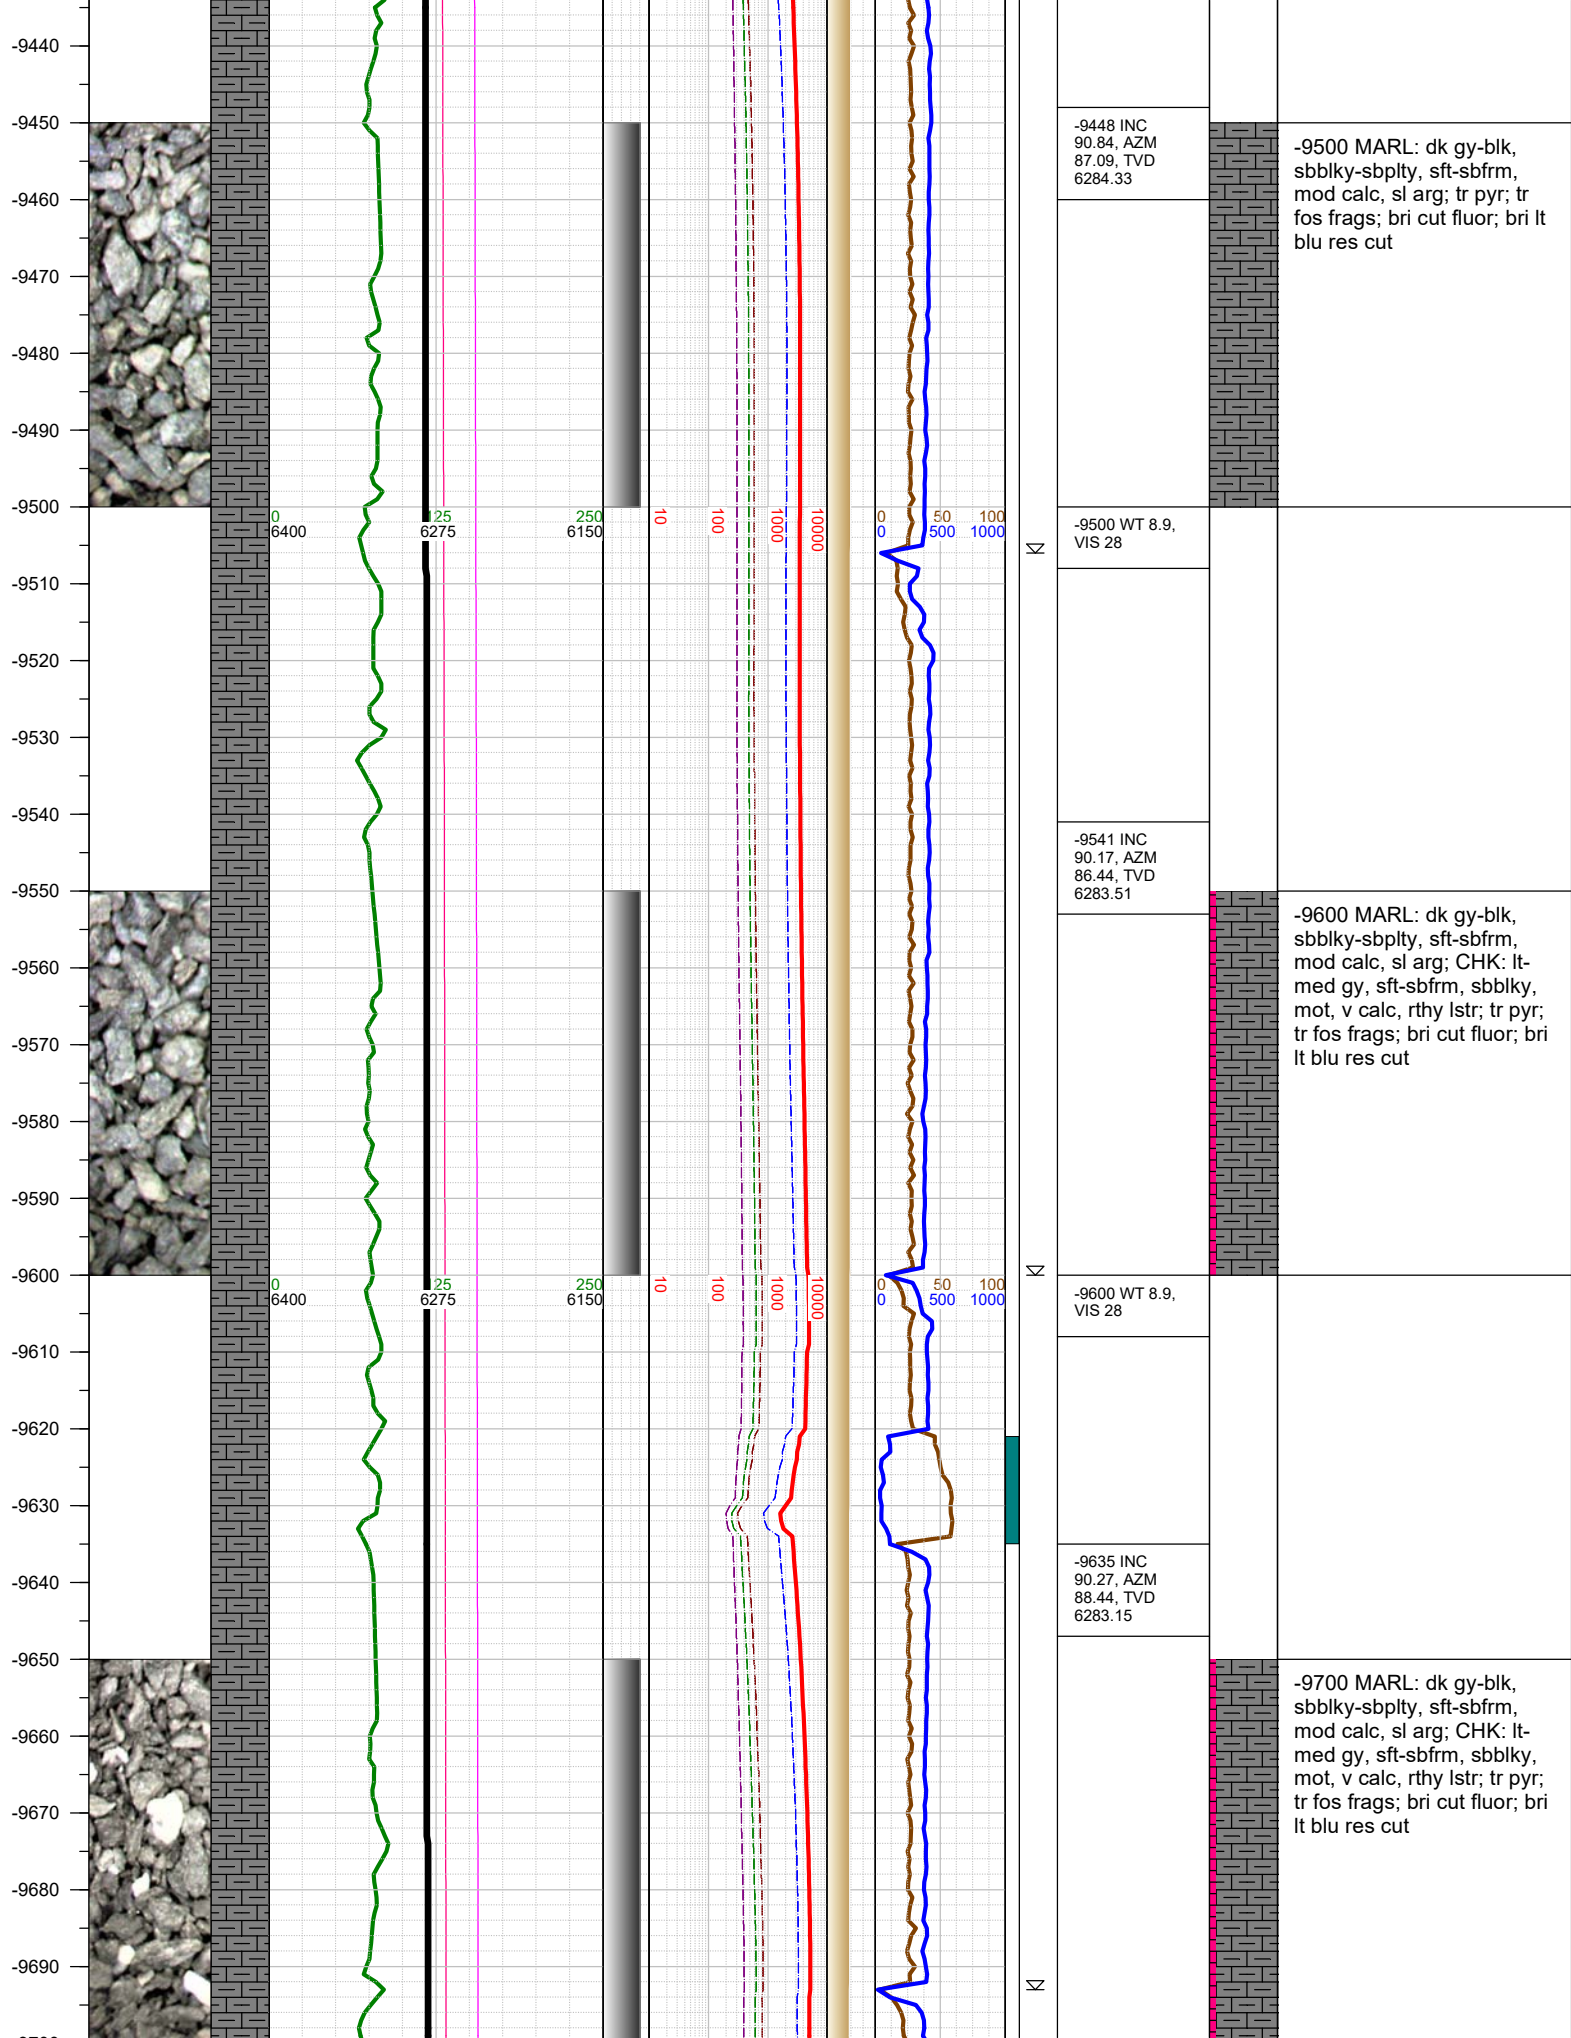 -9440
-9450
-9448 INC
90.84, AZM
87.09, TVD
6284.33
-9500 MARL: dk gy-blk,
sbblky-sbplty, sft-sbfrm,
mod calc, sl arg; tr pyr; tr
fos frags; bri cut fluor; bri lt
blu res cut
-9460
-9470
-9480
-9490
-9500
0 125 250
6400 6275 6150
10 100 1000 10000
0 50 100
0 500 1000
-9500 WT 8.9,
VIS 28
-9510
-9520
-9530
-9540
-9541 INC
90.17, AZM
86.44, TVD
6283.51
-9550
-9600 MARL: dk gy-blk,
sbblky-sbplty, sft-sbfrm,
mod calc, sl arg; CHK: lt-
med gy, sft-sbfrm, sbblky,
mot, v calc, rthy lstr; tr pyr;
tr fos frags; bri cut fluor; bri
lt blu res cut
-9560
-9570
-9580
-9590
-9600
0 125 250
6400 6275 6150
10 100 1000 10000
0 50 100
0 500 1000
-9600 WT 8.9,
VIS 28
-9610
-9620
-9630
-9635 INC
90.27, AZM
88.44, TVD
6283.15
-9640
-9650
-9700 MARL: dk gy-blk,
sbblky-sbplty, sft-sbfrm,
mod calc, sl arg; CHK: lt-
med gy, sft-sbfrm, sbblky,
mot, v calc, rthy lstr; tr pyr;
tr fos frags; bri cut fluor; bri
lt blu res cut
-9660
-9670
-9680
-9690